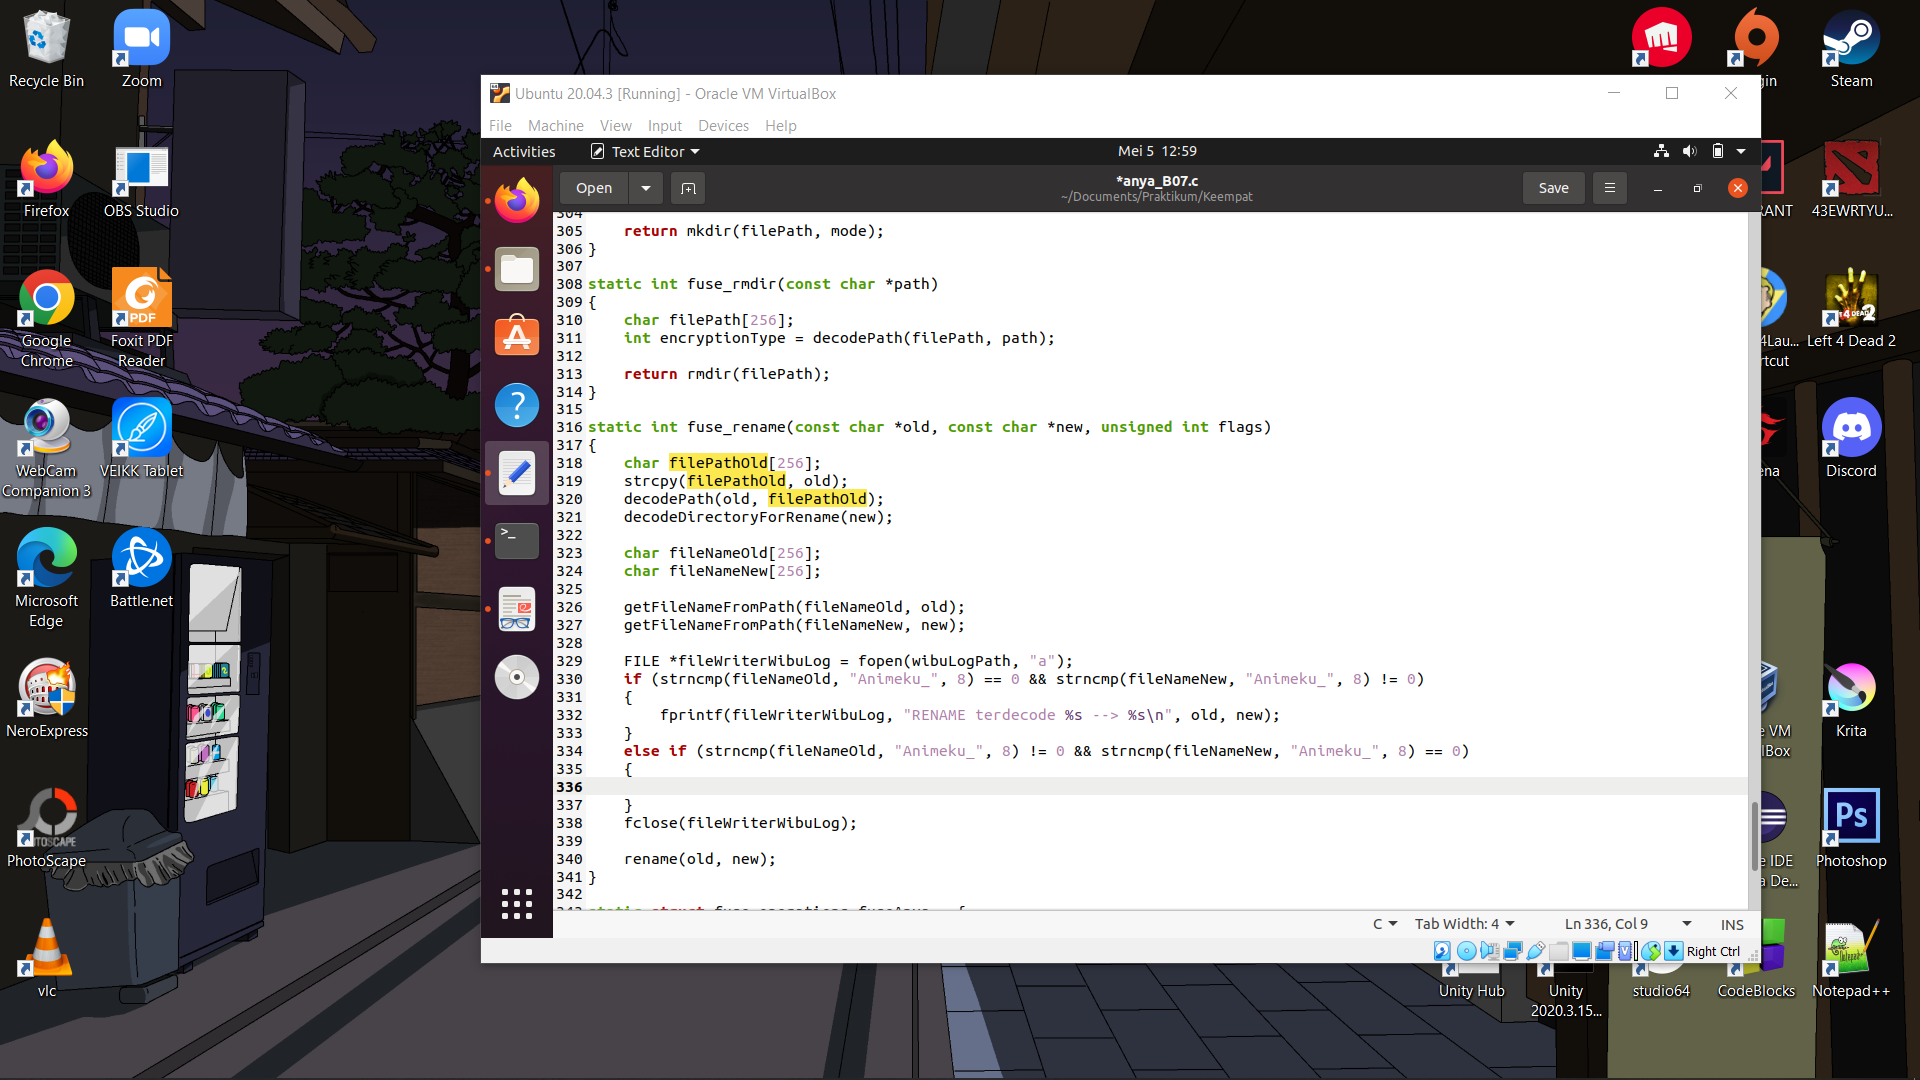 Recycle Bin
Zoom
Firefox
OBS Studio
Google
Chrome
PDF
Foxit PDF
Reader
WebCam
Companion 3
VEIKK Tablet
Microsoft
Edge
Battle.net
NeroExpress
PhotoScape
vlc
Ubuntu 20.04.3 [Running] - Oracle VM VirtualBox
File Machine View Input Devices Help
Activities
Text Editor
Mei 5 12:59
Open
*anya_B07.c
~/Documents/Praktikum/Keempat
Save
304
305     return mkdir(filePath, mode);
306 }
307
308 static int fuse_rmdir(const char *path)
309 {
310     char filePath[256];
311     int encryptionType = decodePath(filePath, path);
312
313     return rmdir(filePath);
314 }
315
316 static int fuse_rename(const char *old, const char *new, unsigned int flags)
317 {
318     char filePathOld[256];
319     strcpy(filePathOld, old);
320     decodePath(old, filePathOld);
321     decodeDirectoryForRename(new);
322
323     char fileNameOld[256];
324     char fileNameNew[256];
325
326     getFileNameFromPath(fileNameOld, old);
327     getFileNameFromPath(fileNameNew, new);
328
329     FILE *fileWriterWibuLog = fopen(wibuLogPath, "a");
330     if (strncmp(fileNameOld, "Animeku_", 8) == 0 && strncmp(fileNameNew, "Animeku_", 8) != 0)
331     {
332         fprintf(fileWriterWibuLog, "RENAME terdecode %s --> %s\n", old, new);
333     }
334     else if (strncmp(fileNameOld, "Animeku_", 8) != 0 && strncmp(fileNameNew, "Animeku_", 8) == 0)
335     {
336
337     }
338     fclose(fileWriterWibuLog);
339
340     rename(old, new);
341 }
342
343 static struct fuse_operations fuseAnya = {
C
Tab Width: 4
Ln 336, Col 9
INS
Right Ctrl
gin
Steam
RANT
43EWRTYU...
4Lau...
rtcut
Left 4 Dead 2
ena
Discord
e VM
lBox
Krita
e IDE
a De...
Ps
Photoshop
Unity Hub
Unity
2020.3.15...
studio64
CodeBlocks
Notepad++